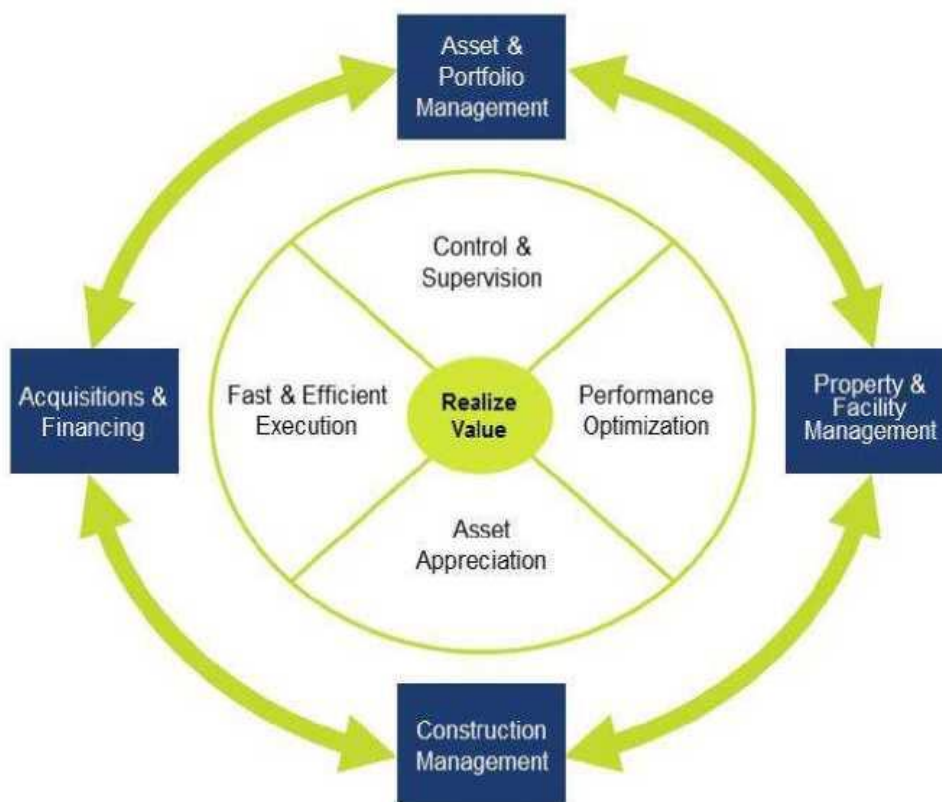 Asset &
Portfolio
Management
Control &
Supervision
Acquisitions &
Financing
Fast & Efficient
Execution
Realize
Value
Performance
Optimization
Property &
Facility
Management
Asset
Appreciation
Construction
Management